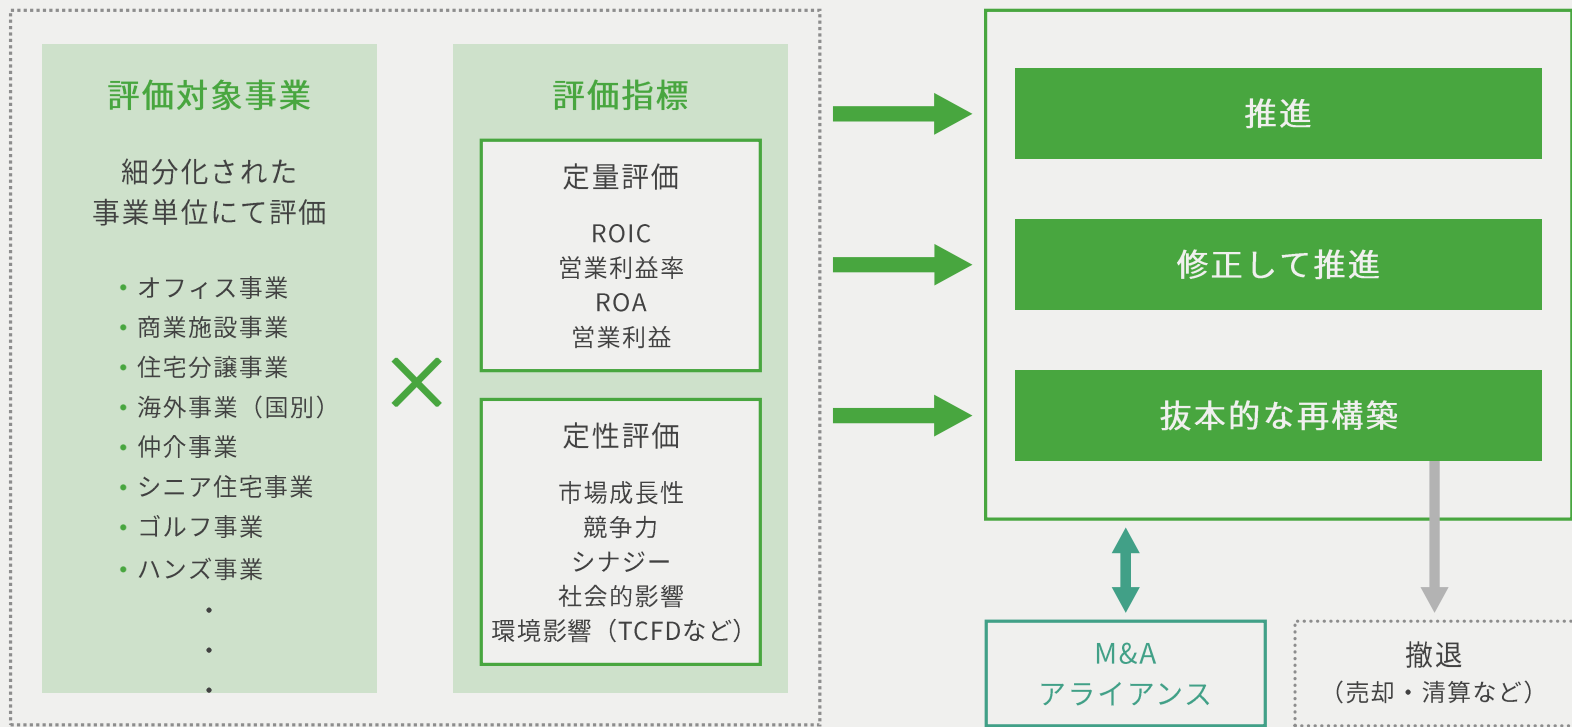 評価対象事業
細分化された
事業単位にて評価
・オフィス事業
・商業施設事業
・住宅分譲事業
・海外事業（国別）
・仲介事業
・シニア住宅事業
・ゴルフ事業
・ハンズ事業
・
・
・
×
評価指標
定量評価
ROIC
営業利益率
ROA
営業利益
定性評価
市場成長性
競争力
シナジー
社会的影響
環境影響（TCFDなど）
推進
修正して推進
抜本的な再構築
M&A
アライアンス
撤退
（売却・清算など）